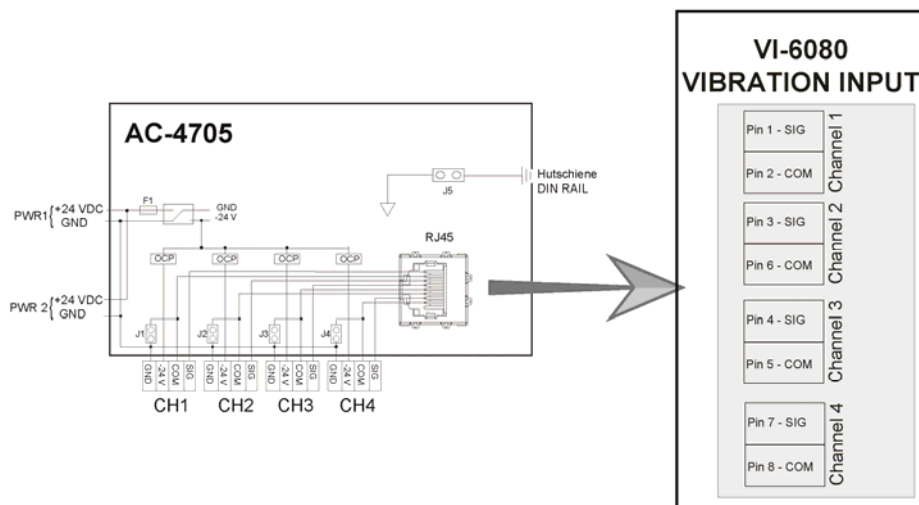 AC-4705
Hutschiene
DIN RAIL
J5
F1
GND
-24 V
PWR1
+24 VDC
GND
OCP
OCP
OCP
OCP
RJ45
PWR 2
+24 VDC
GND
J1
J2
J3
J4
GND
-24 V
COM
SIG
GND
-24 V
COM
SIG
GND
-24 V
COM
SIG
GND
-24 V
COM
SIG
CH1
CH2
CH3
CH4
VI-6080
VIBRATION INPUT
Pin 1 - SIG
Pin 2 - COM
Channel 1
Pin 3 - SIG
Pin 6 - COM
Channel 2
Pin 4 - SIG
Pin 5 - COM
Channel 3
Pin 7 - SIG
Pin 8 - COM
Channel 4